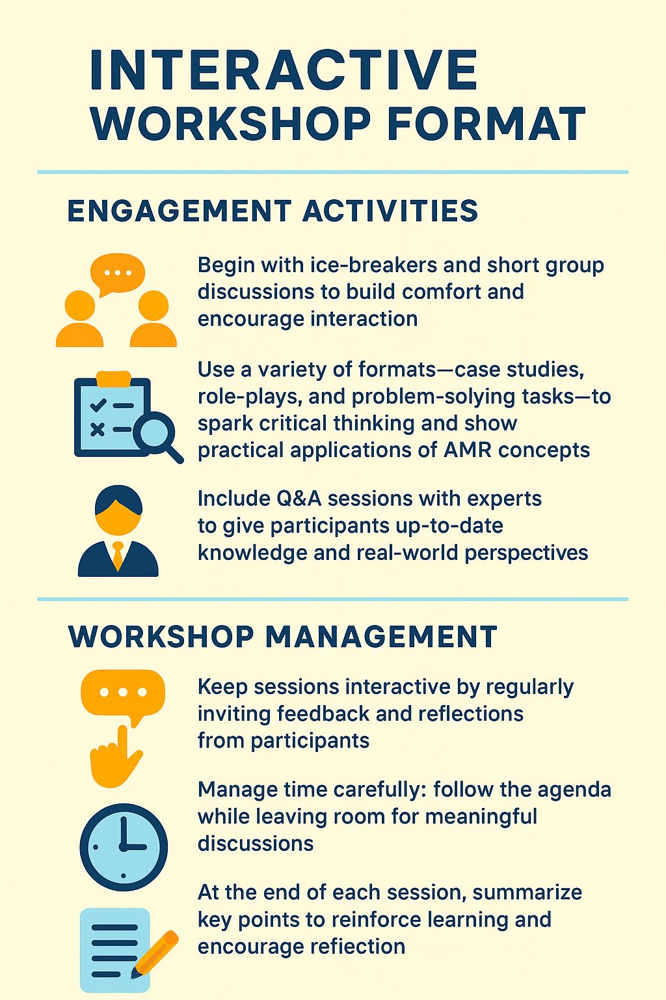 INTERACTIVE
WORKSHOP FORMAT
ENGAGEMENT ACTIVITIES
Begin with ice-breakers and short group
discussions to build comfort and
encourage interaction
Use a variety of formats—case studies,
role-plays, and problem-solving tasks—to
spark critical thinking and show
practical applications of AMR concepts
Include Q&A sessions with experts
to give participants up-to-date
knowledge and real-world perspectives
WORKSHOP MANAGEMENT
Keep sessions interactive by regularly
inviting feedback and reflections
from participants
Manage time carefully: follow the agenda
while leaving room for meaningful
discussions
At the end of each session, summarize
key points to reinforce learning and
encourage reflection